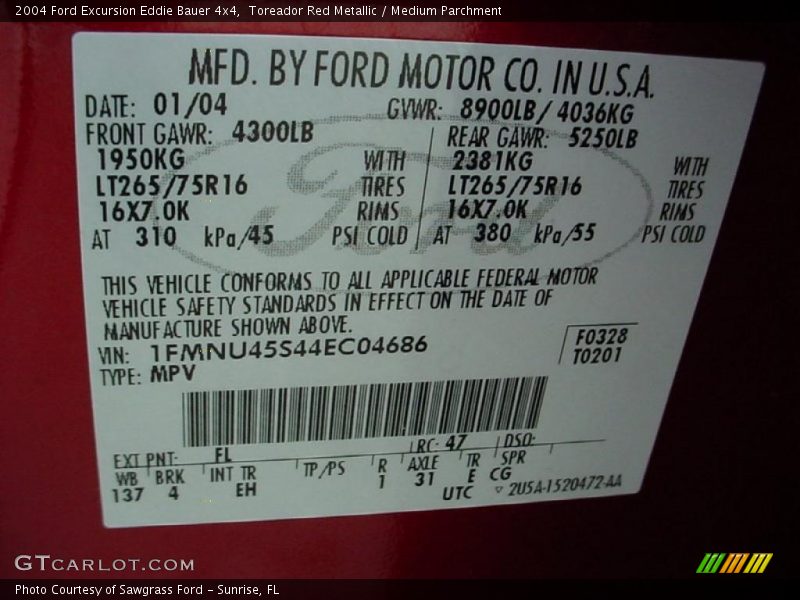 2004 Ford Excursion Eddie Bauer 4x4,  Toreador Red Metallic / Medium Parchment
MFD. BY FORD MOTOR CO. IN U.S.A.
DATE: 01/04 GVWR: 8900LB/ 4036KG
FRONT GAWR: 4300LB REAR GAWR: 5250LB
1950KG WITH 2381KG WITH
LT265/75R16 TIRES LT265/75R16 TIRES
16X7.0K RIMS 16X7.0K RIMS
AT 310 kPa/45 PSI COLD AT 380 kPa/55 PSI COLD
Ford
THIS VEHICLE CONFORMS TO ALL APPLICABLE FEDERAL MOTOR
VEHICLE SAFETY STANDARDS IN EFFECT ON THE DATE OF
MANUFACTURE SHOWN ABOVE.
VIN: 1FMNU45S44EC04686 F0328
TYPE: MPV T0201
EXT PNT: FL RC: 47 DSO:
WB BRK INT TR TP/PS R AXLE TR SPR
137 4 EH 1 31 E CG
UTC ▽ 2U5A-1520472-AA
GTCARLOT.COM
Photo Courtesy of Sawgrass Ford - Sunrise, FL